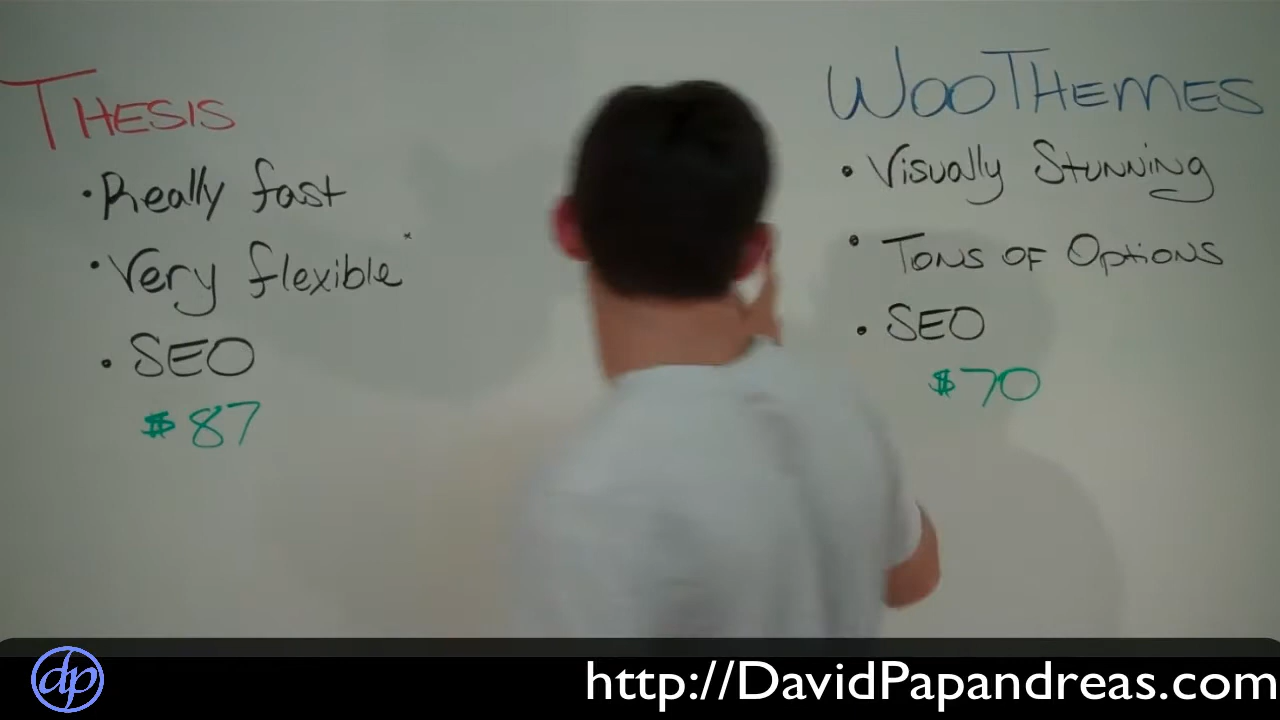 THESIS
• Really fast
• Very flexible*
• SEO
$87
WOOTHEMES
• Visually Stunning
• Tons of Options
• SEO
$70
dp
http://DavidPapandreas.com